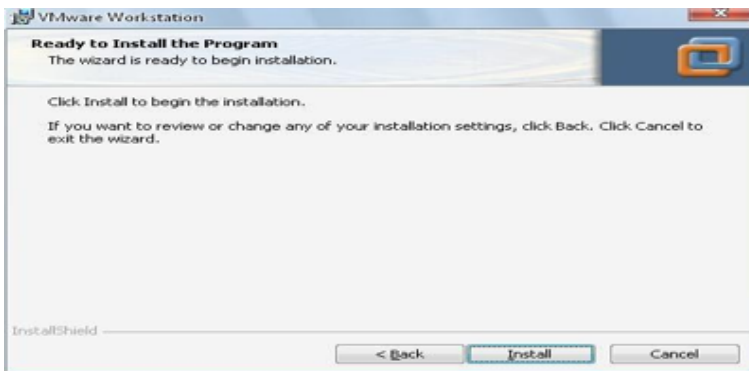 VMware Workstation
Ready to Install the Program
The wizard is ready to begin installation.
Click Install to begin the installation.
If you want to review or change any of your installation settings, click Back. Click Cancel to
exit the wizard.
InstallShield
< Back Install Cancel